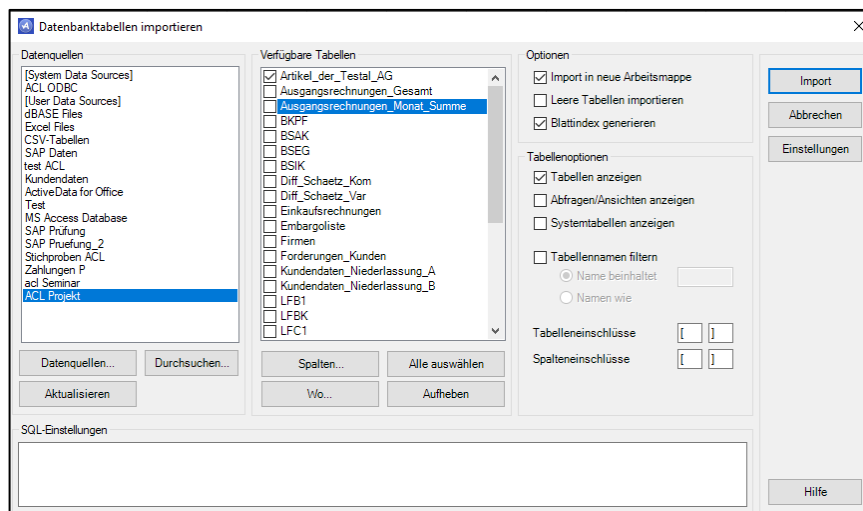 Datenbanktabellen importieren
Datenquellen
[System Data Sources]
ACL ODBC
[User Data Sources]
dBASE Files
Excel Files
CSV-Tabellen
SAP Daten
test ACL
Kundendaten
ActiveData for Office
Test
MS Access Database
SAP Prüfung
SAP Pruefung_2
Stichproben ACL
Zahlungen P
acl Seminar
ACL Projekt
Datenquellen...
Durchsuchen...
Aktualisieren
Verfügbare Tabellen
Artikel_der_Testal_AG
Ausgangsrechnungen_Gesamt
Ausgangsrechnungen_Monat_Summe
BKPF
BSAK
BSEG
BSIK
Diff_Schaetz_Kom
Diff_Schaetz_Var
Einkaufsrechnungen
Embargoliste
Firmen
Forderungen_Kunden
Kundendaten_Niederlassung_A
Kundendaten_Niederlassung_B
LFB1
LFBK
LFC1
Spalten...
Alle auswählen
Wo...
Aufheben
Optionen
Import in neue Arbeitsmappe
Leere Tabellen importieren
Blattindex generieren
Tabellenoptionen
Tabellen anzeigen
Abfragen/Ansichten anzeigen
Systemtabellen anzeigen
Tabellennamen filtern
Name beinhaltet
Namen wie
Tabelleneinschlüsse [ ]
Spalteneinschlüsse [ ]
Import
Abbrechen
Einstellungen
SQL-Einstellungen
Hilfe